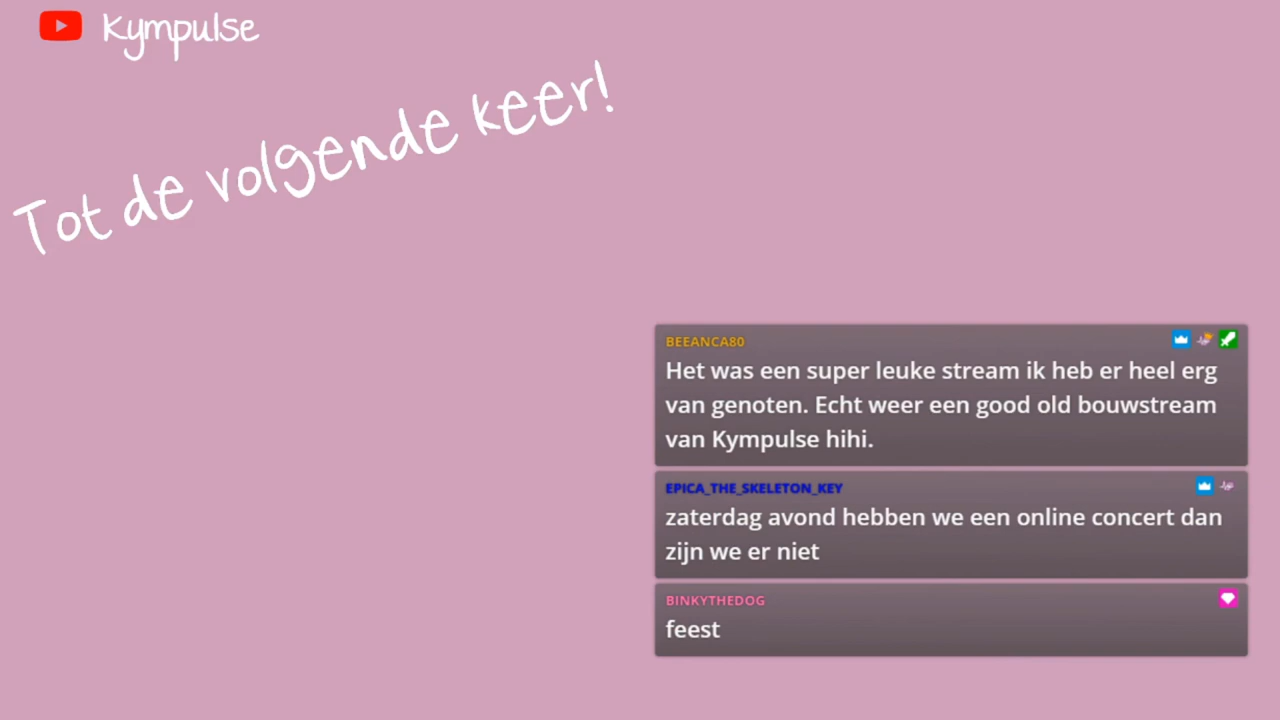 Kympulse
Tot de volgende keer!
BEEANCA80
Het was een super leuke stream ik heb er heel erg
van genoten. Echt weer een good old bouwstream
van Kympulse hihi.
EPICA_THE_SKELETON_KEY
zaterdag avond hebben we een online concert dan
zijn we er niet
BINKYTHEDOG
feest